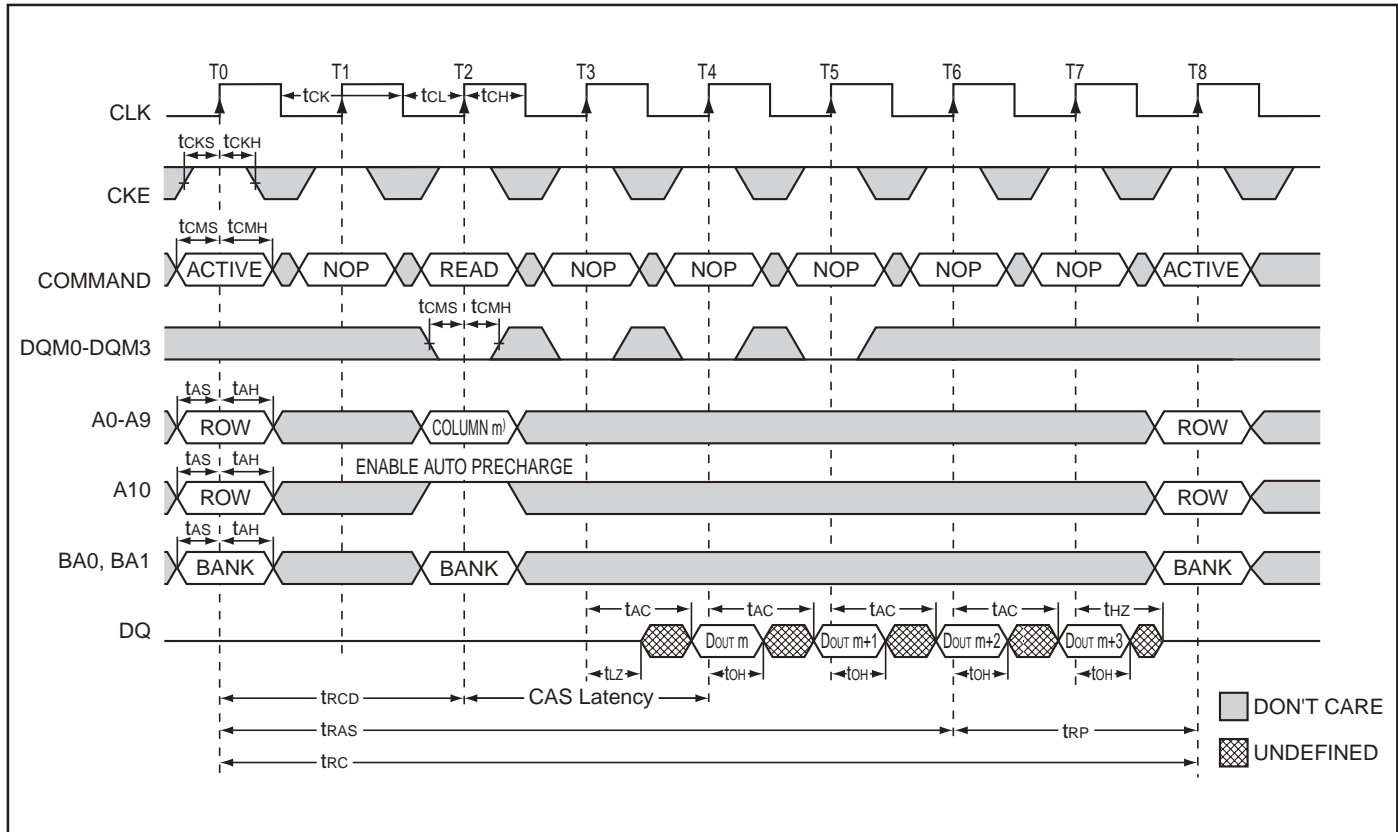 T0 T1 T2 T3 T4 T5 T6 T7 T8
tCK tCL tCH
CLK
tCKS tCKH
CKE
tCMS tCMH
COMMAND ACTIVE NOP READ NOP NOP NOP NOP NOP ACTIVE
tCMS tCMH
DQM0-DQM3
tAS tAH
A0-A9 ROW COLUMN m) ROW
tAS tAH ENABLE AUTO PRECHARGE
A10 ROW ROW
tAS tAH
BA0, BA1 BANK BANK BANK
tAC tAC tAC tAC tHZ
DQ DOUT m DOUT m+1 DOUT m+2 DOUT m+3
tLZ tOH tOH tOH tOH
tRCD CAS Latency
DON'T CARE
tRAS tRP
UNDEFINED
tRC